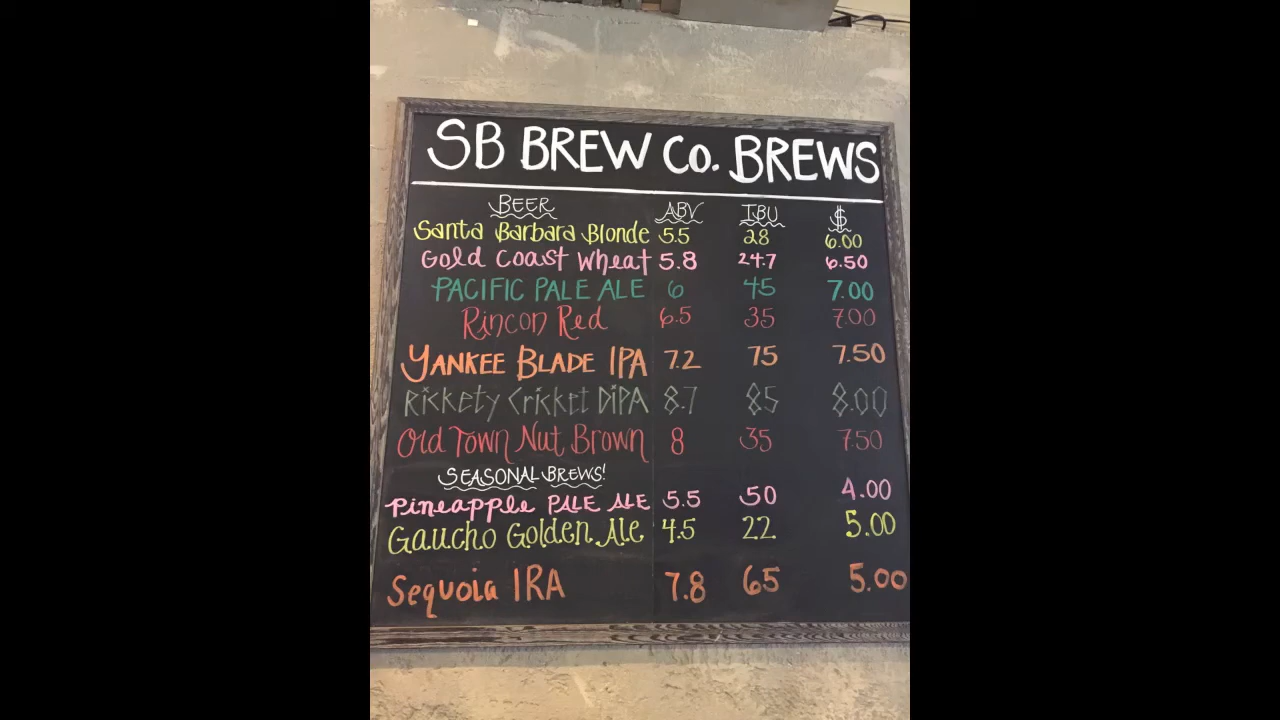 SB BREW Co. BREWS
BEER ABV IBU $
Santa Barbara Blonde 5.5 28 6.00
Gold Coast Wheat 5.8 24.7 6.50
PACIFIC PALE ALE 6 45 7.00
Rincon Red 6.5 35 7.00
YANKEE BLADE IPA 7.2 75 7.50
Rickety Cricket DIPA 8.7 85 8.00
Old Town Nut Brown 8 35 7.50
SEASONAL BREWS!
Pineapple PALE ALE 5.5 50 4.00
Gaucho Golden Ale 4.5 22 5.00
Sequoia IRA 7.8 65 5.00